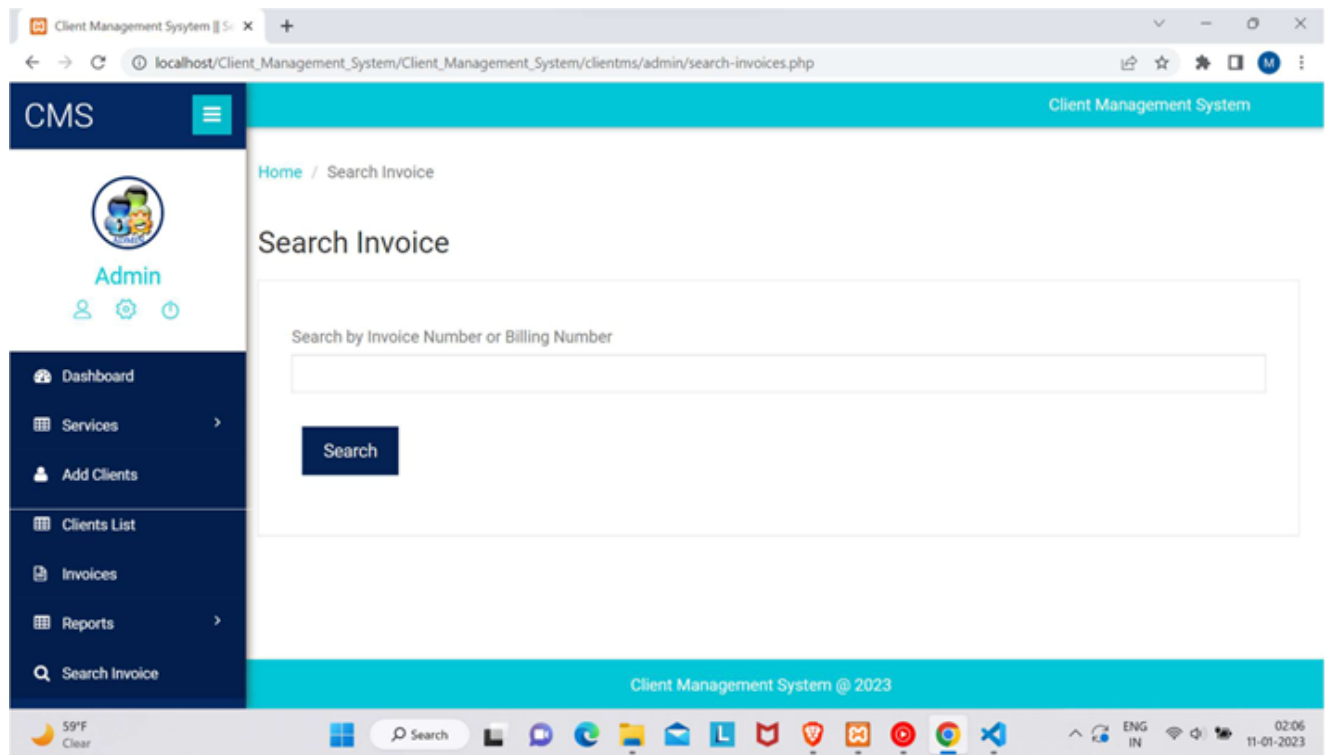 Client Management Sysytem || S
localhost/Client_Management_System/Client_Management_System/clientms/admin/search-invoices.php
M
CMS
Client Management System
Home / Search Invoice
ADMIN
Search Invoice
Admin
Search by Invoice Number or Billing Number
Dashboard
Services
Search
Add Clients
Clients List
Invoices
Reports
Search Invoice
Client Management System @ 2023
59°F
Clear
Search
L
ENG
IN
02:06
11-01-2023